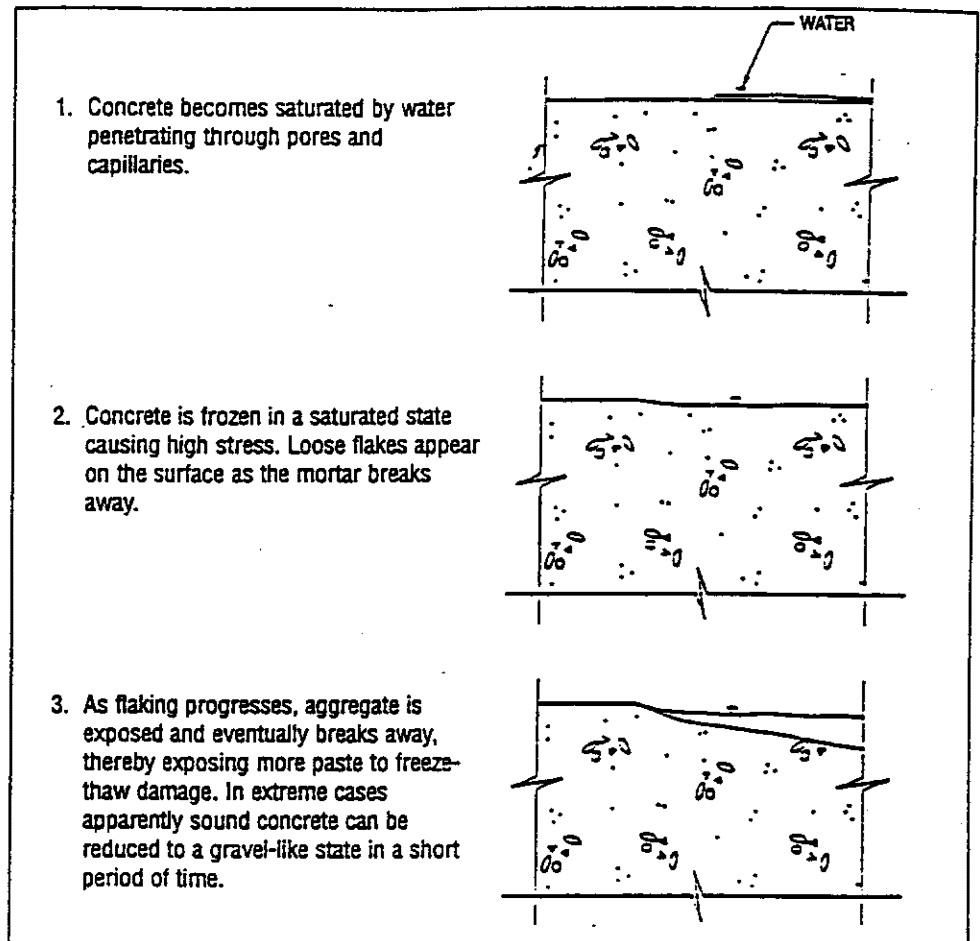 WATER
1. Concrete becomes saturated by water
penetrating through pores and
capillaries.
2. Concrete is frozen in a saturated state
causing high stress. Loose flakes appear
on the surface as the mortar breaks
away.
3. As flaking progresses, aggregate is
exposed and eventually breaks away,
thereby exposing more paste to freeze-
thaw damage. In extreme cases
apparently sound concrete can be
reduced to a gravel-like state in a short
period of time.